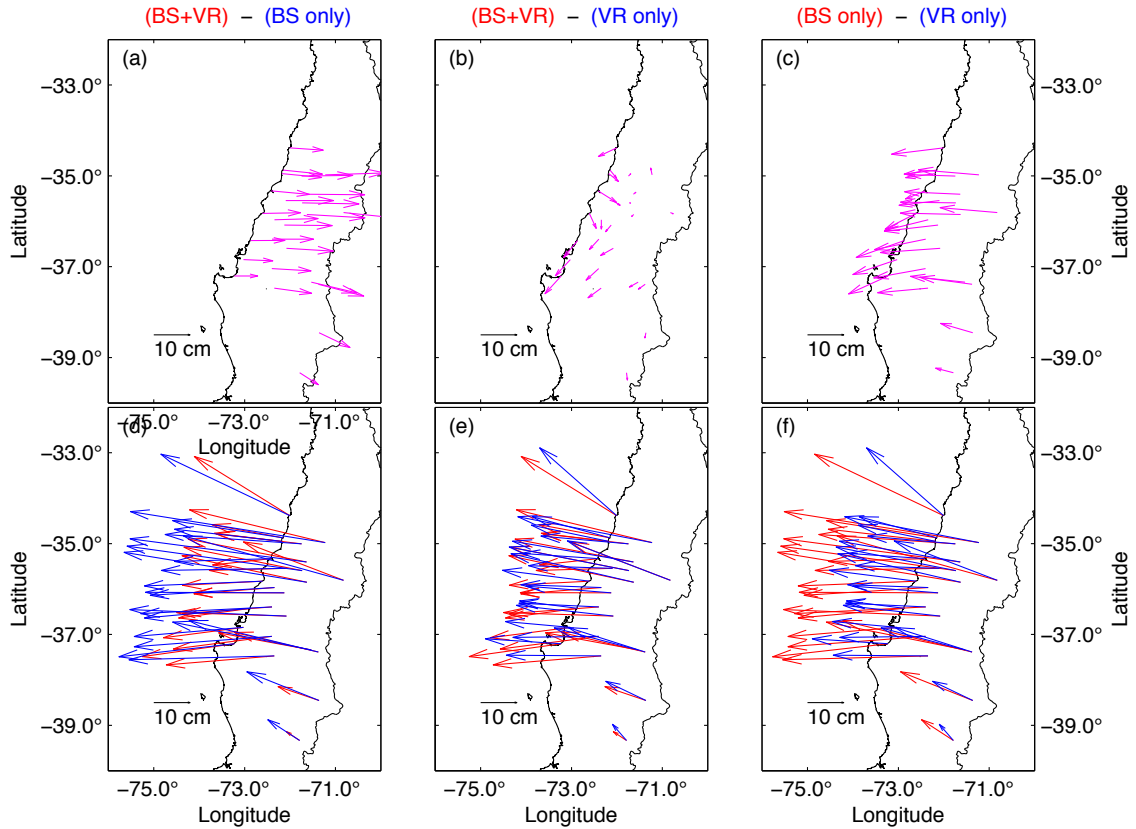 (BS+VR) – (BS only)
(BS+VR) – (VR only)
(BS only) – (VR only)
(a)
(b)
(c)
−33.0°
−35.0°
−37.0°
−39.0°
Latitude
10 cm
10 cm
10 cm
−33.0°
−35.0°
−37.0°
−39.0°
Latitude
Latitude
−75.0°
−73.0°
−71.0°
Longitude
(d)
(e)
(f)
−33.0°
−35.0°
−37.0°
−39.0°
Latitude
10 cm
10 cm
10 cm
−33.0°
−35.0°
−37.0°
−39.0°
Latitude
Latitude
−75.0° −73.0° −71.0°
−75.0° −73.0° −71.0°
−75.0° −73.0° −71.0°
Longitude
Longitude
Longitude